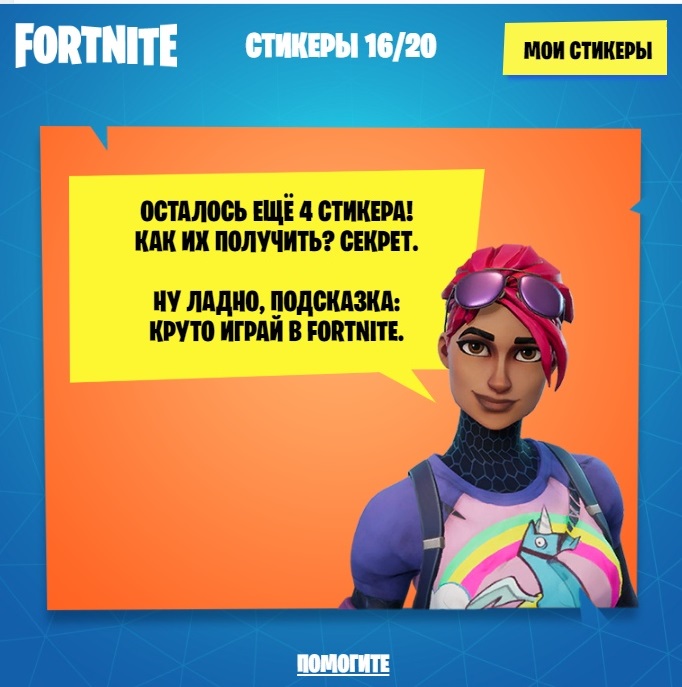 FORTNITE
СТИКЕРЫ 16/20
МОИ СТИКЕРЫ
ОСТАЛОСЬ ЕЩЁ 4 СТИКЕРА!
КАК ИХ ПОЛУЧИТЬ? СЕКРЕТ.
НУ ЛАДНО, ПОДСКАЗКА:
КРУТО ИГРАЙ В FORTNITE.
ПОМОГИТЕ